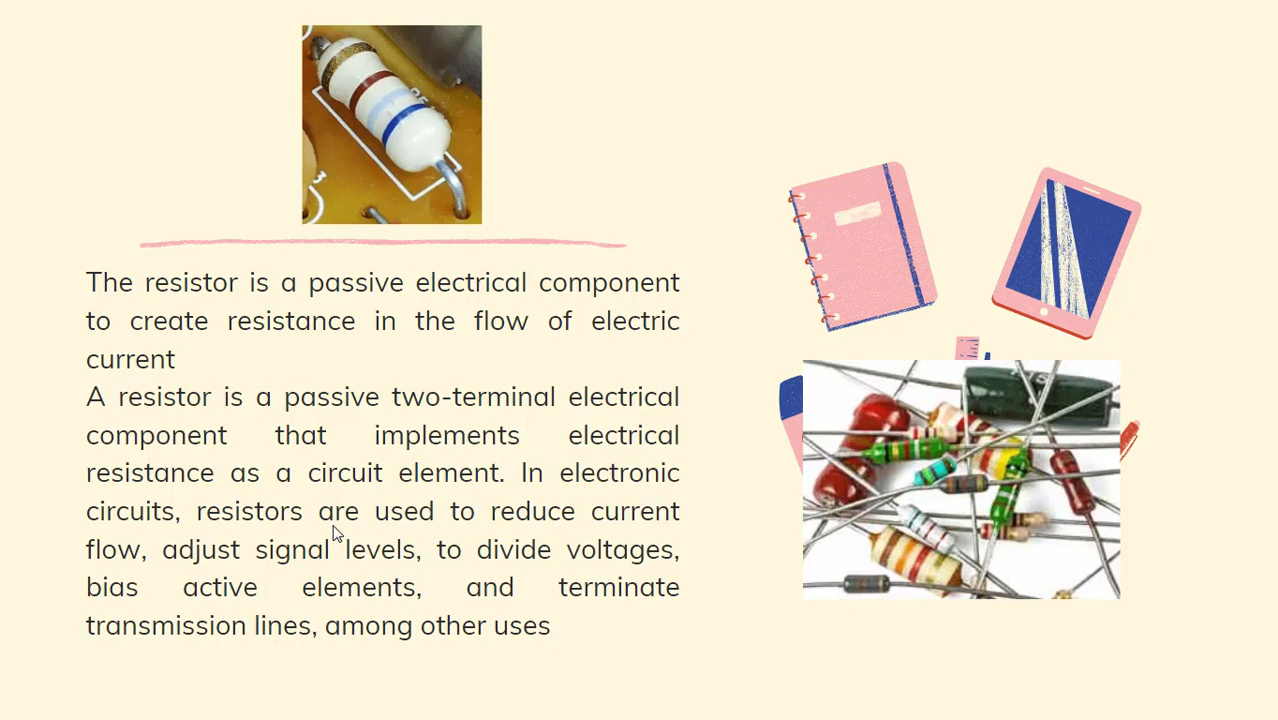 The resistor is a passive electrical component
to create resistance in the flow of electric
current
A resistor is a passive two-terminal electrical
component that implements electrical
resistance as a circuit element. In electronic
circuits, resistors are used to reduce current
flow, adjust signal levels, to divide voltages,
bias active elements, and terminate
transmission lines, among other uses